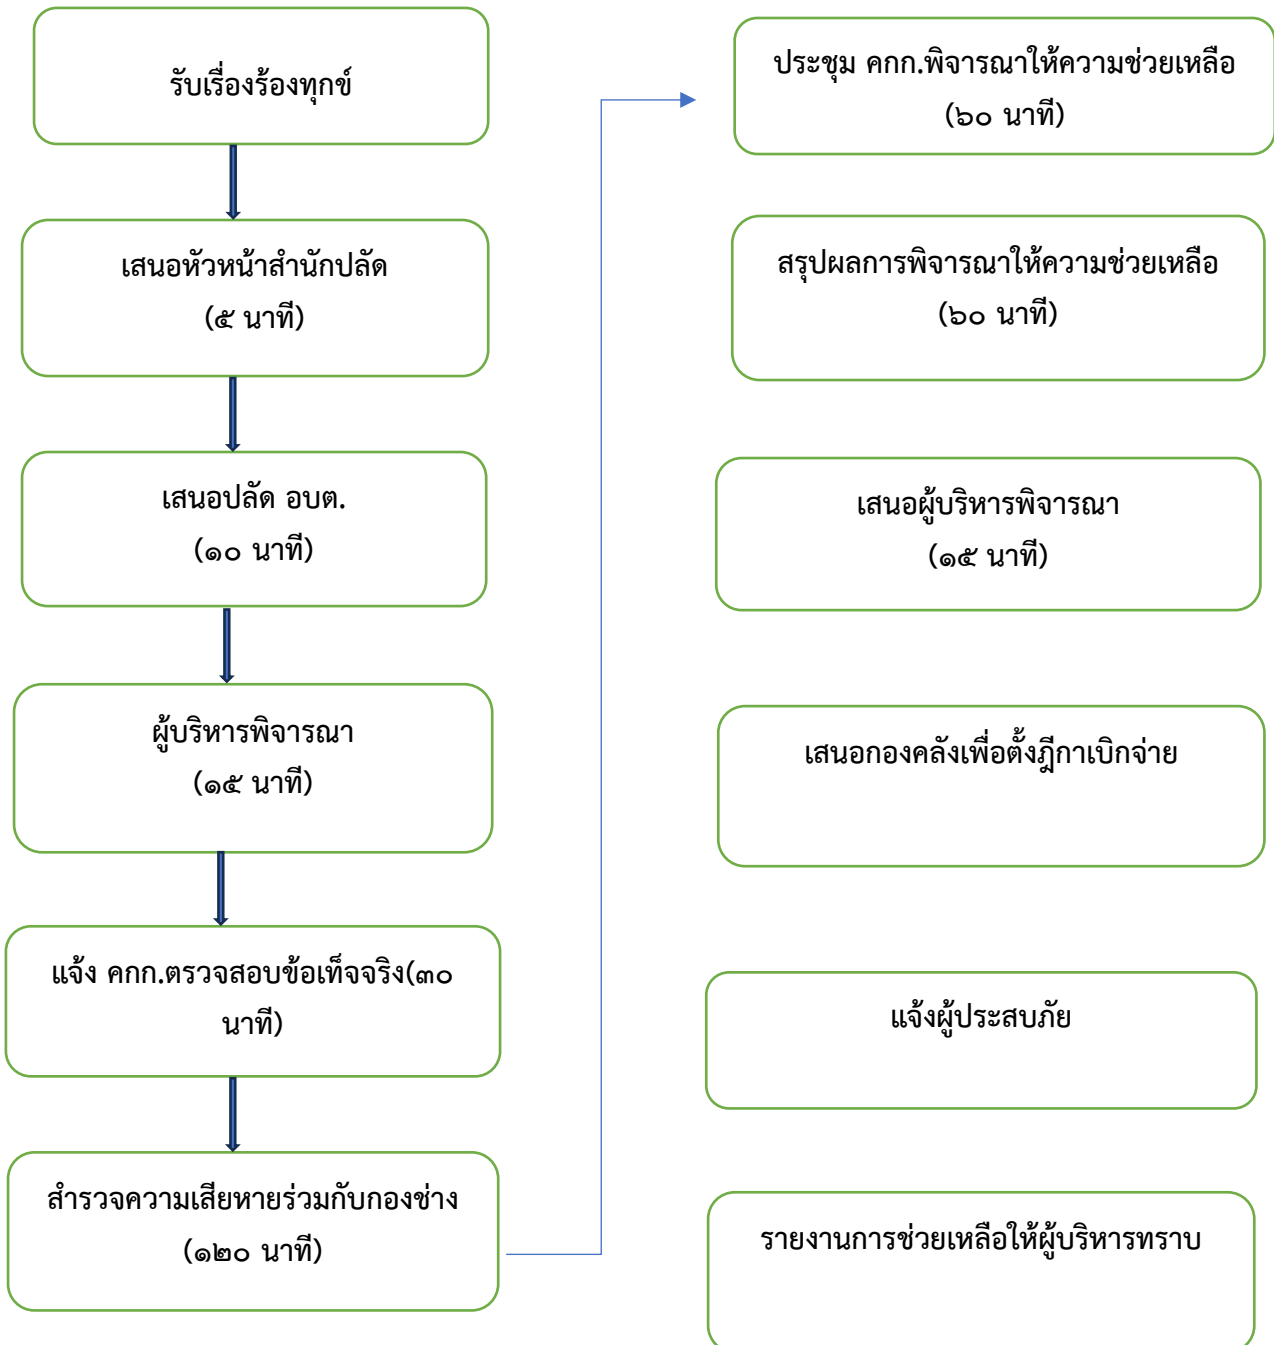 รับเรื่องร้องทุกข์
เสนอหัวหน้าสำนักปลัด
(๕ นาที)
เสนอปลัด อบต.
(๑๐ นาที)
ผู้บริหารพิจารณา
(๑๕ นาที)
แจ้ง คกก.ตรวจสอบข้อเท็จจริง(๓๐
นาที)
สำรวจความเสียหายร่วมกับกองช่าง
(๑๒๐ นาที)
ประชุม คกก.พิจารณาให้ความช่วยเหลือ
(๖๐ นาที)
สรุปผลการพิจารณาให้ความช่วยเหลือ
(๖๐ นาที)
เสนอผู้บริหารพิจารณา
(๑๕ นาที)
เสนอกองคลังเพื่อตั้งฎีกาเบิกจ่าย
แจ้งผู้ประสบภัย
รายงานการช่วยเหลือให้ผู้บริหารทราบ